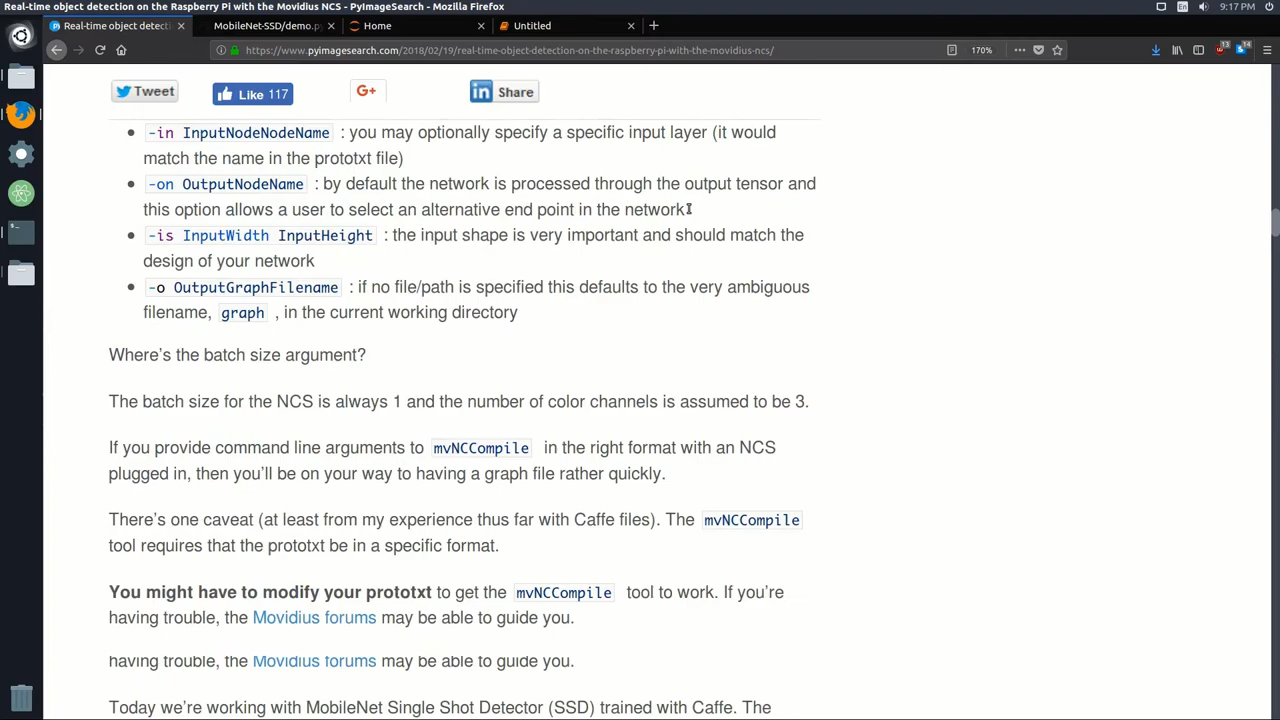 Real-time object detection on the Raspberry Pi with the Movidius NCS - PyImageSearch - Mozilla Firefox
En
9:17 PM
Real-time object detecti
MobileNet-SSD/demo.py
Home
Untitled
https://www.pyimagesearch.com/2018/02/19/real-time-object-detection-on-the-raspberry-pi-with-the-movidius-ncs/
170%
13
14
Tweet
Like 117
G+
in Share
-in InputNodeNodeName : you may optionally specify a specific input layer (it would
match the name in the prototxt file)
-on OutputNodeName : by default the network is processed through the output tensor and
this option allows a user to select an alternative end point in the network
-is InputWidth InputHeight : the input shape is very important and should match the
design of your network
-o OutputGraphFilename : if no file/path is specified this defaults to the very ambiguous
filename, graph , in the current working directory
Where's the batch size argument?
The batch size for the NCS is always 1 and the number of color channels is assumed to be 3.
If you provide command line arguments to mvNCCompile in the right format with an NCS
plugged in, then you'll be on your way to having a graph file rather quickly.
There's one caveat (at least from my experience thus far with Caffe files). The mvNCCompile
tool requires that the prototxt be in a specific format.
You might have to modify your prototxt to get the mvNCCompile tool to work. If you're
having trouble, the Movidius forums may be able to guide you.
having trouble, the Movidius forums may be able to guide you.
Today we're working with MobileNet Single Shot Detector (SSD) trained with Caffe. The